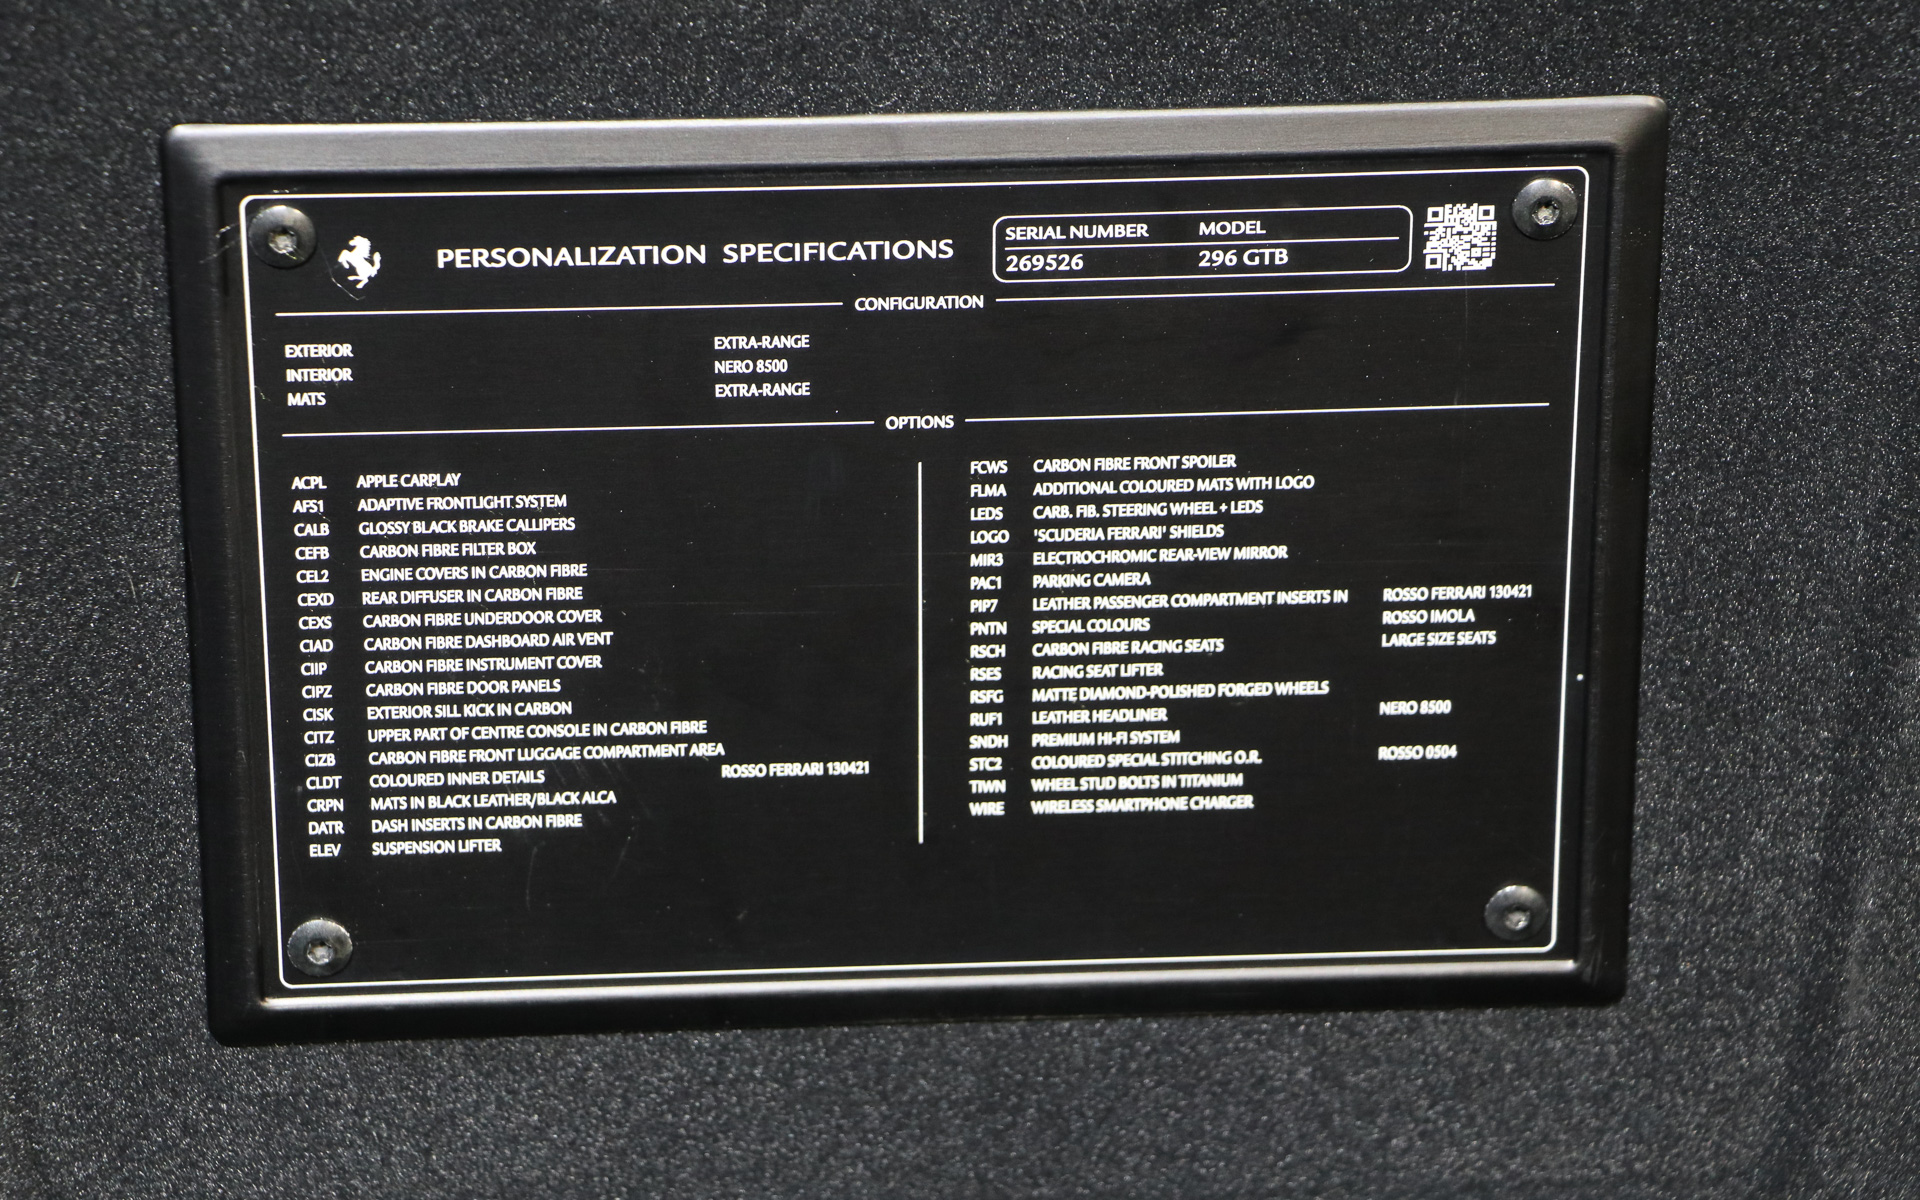 PERSONALIZATION SPECIFICATIONS
SERIAL NUMBER MODEL
269526 296 GTB
CONFIGURATION
EXTERIOR EXTRA-RANGE
INTERIOR NERO 8500
MATS EXTRA-RANGE
OPTIONS
ACPL APPLE CARPLAY
AFS1 ADAPTIVE FRONTLIGHT SYSTEM
CALB GLOSSY BLACK BRAKE CALLIPERS
CEFB CARBON FIBRE FILTER BOX
CEL2 ENGINE COVERS IN CARBON FIBRE
CEXD REAR DIFFUSER IN CARBON FIBRE
CEXS CARBON FIBRE UNDERDOOR COVER
CIAD CARBON FIBRE DASHBOARD AIR VENT
CIIP CARBON FIBRE INSTRUMENT COVER
CIPZ CARBON FIBRE DOOR PANELS
CISK EXTERIOR SILL KICK IN CARBON
CITZ UPPER PART OF CENTRE CONSOLE IN CARBON FIBRE
CIZB CARBON FIBRE FRONT LUGGAGE COMPARTMENT AREA
CLDT COLOURED INNER DETAILS ROSSO FERRARI 130421
CRPN MATS IN BLACK LEATHER/BLACK ALCA
DATR DASH INSERTS IN CARBON FIBRE
ELEV SUSPENSION LIFTER
FCWS CARBON FIBRE FRONT SPOILER
FLMA ADDITIONAL COLOURED MATS WITH LOGO
LEDS CARB. FIB. STEERING WHEEL + LEDS
LOGO 'SCUDERIA FERRARI' SHIELDS
MIR3 ELECTROCHROMIC REAR-VIEW MIRROR
PAC1 PARKING CAMERA
PIP7 LEATHER PASSENGER COMPARTMENT INSERTS IN ROSSO FERRARI 130421
PNTN SPECIAL COLOURS ROSSO IMOLA
RSCH CARBON FIBRE RACING SEATS LARGE SIZE SEATS
RSES RACING SEAT LIFTER
RSFG MATTE DIAMOND-POLISHED FORGED WHEELS
RUF1 LEATHER HEADLINER NERO 8500
SNDH PREMIUM HI-FI SYSTEM
STC2 COLOURED SPECIAL STITCHING O.R. ROSSO 0504
TIWN WHEEL STUD BOLTS IN TITANIUM
WIRE WIRELESS SMARTPHONE CHARGER